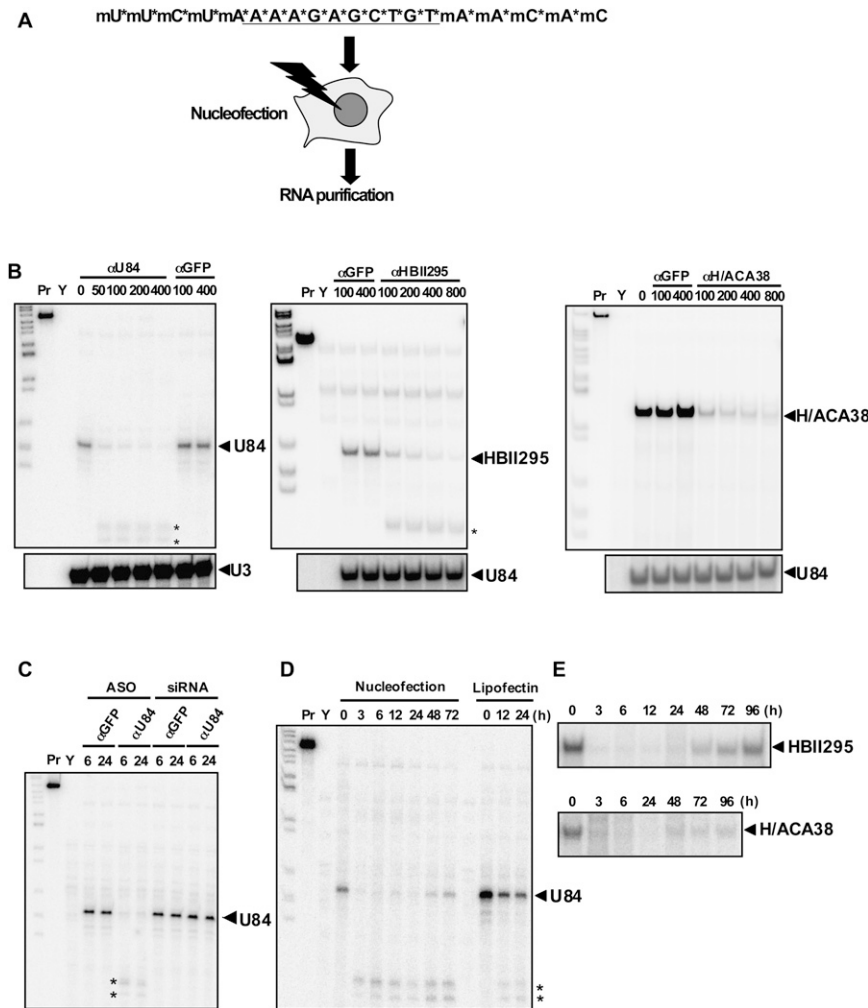 A
mU*mU*mC*mU*mA*A*A*A*G*A*G*C*T*G*T*mA*mA*mC*mA*mC
Nucleofection
RNA purification
B
αU84 αGFP
Pr Y 0 50 100 200 400 100 400
U84
*
*
U3
αGFP αHBII295
Pr Y 100 400 100 200 400 800
HBII295
*
U84
αGFP αH/ACA38
Pr Y 0 100 400 100 200 400 800
H/ACA38
U84
C
ASO siRNA
αGFP αU84 αGFP αU84
Pr Y 6 24 6 24 6 24 6 24
U84
*
*
D
Nucleofection Lipofectin
Pr Y 0 3 6 12 24 48 72 0 12 24 (h)
U84
*
*
E
0 3 6 12 24 48 72 96 (h)
HBII295
0 3 6 24 48 72 96 (h)
H/ACA38